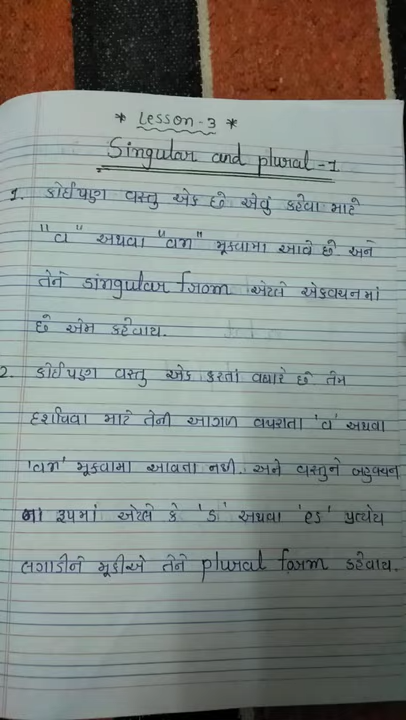 * Lesson-3 *
Singular and plural-1
1. કોઈપણ વસ્તુ એક છે એવું કહેવા માટે
"a" અથવા "an" મૂકવામા આવે છે. અને
તેને singular from એટલે એકવચનમાં
છે એમ કહેવાય.
2. કોઈપણ વસ્તુ એક કરતાં વધારે છે. તેમ
દર્શાવવા માટે તેની આગળ વપરાતા 'a' અથવા
'an' મૂકવામા આવતા નથી. અને વસ્તુને બહુવચન
ના રૂપમાં એટલે કે 's' અથવા 'es' પ્રત્યેય
લગાડીને મૂકીએ તેને plural form કહેવાય.